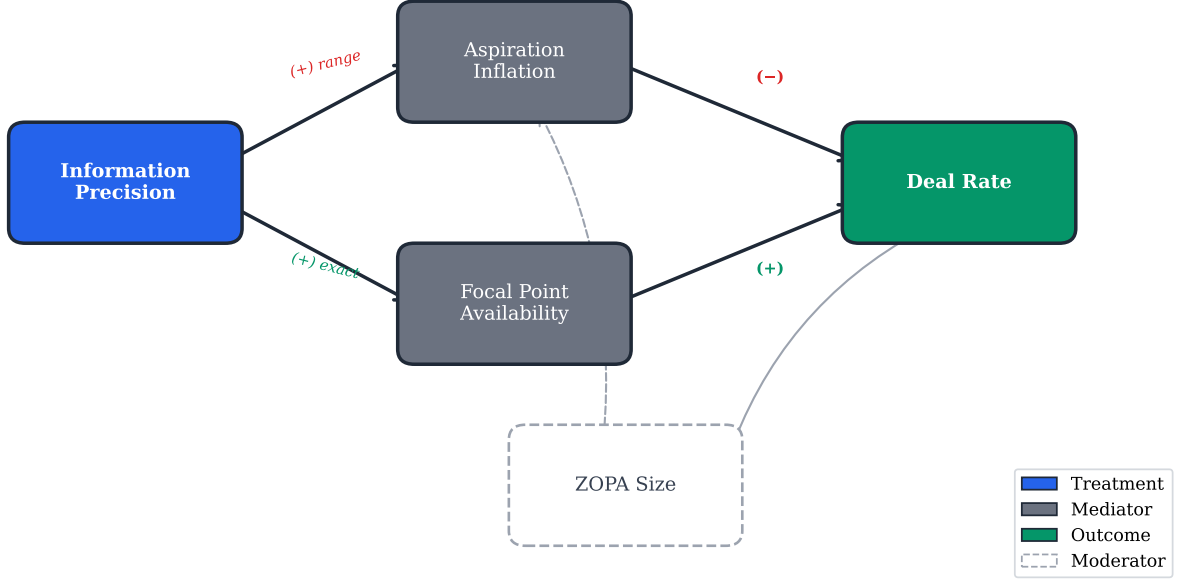 Aspiration
Inflation
(+) range
(−)
Information
Precision
Deal Rate
(+) exact
(+)
Focal Point
Availability
ZOPA Size
Treatment
Mediator
Outcome
Moderator